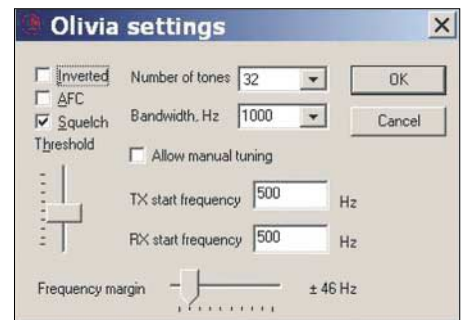 Olivia settings
Inverted
AFC
Squelch
Threshold
Number of tones 32
Bandwidth, Hz 1000
OK
Cancel
Allow manual tuning
TX start frequency 500 Hz
RX start frequency 500 Hz
Frequency margin ± 46 Hz